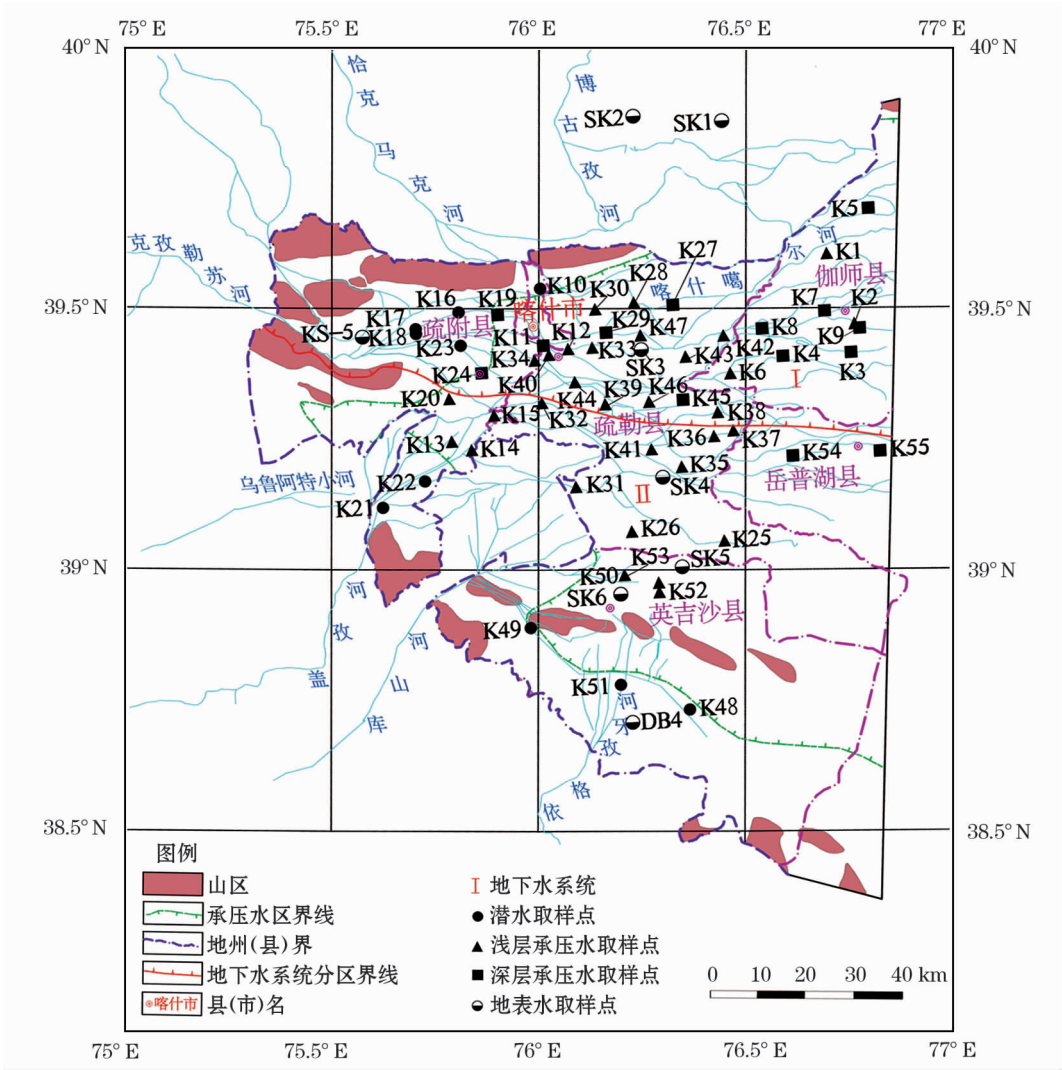 75° E
75.5° E
76° E
76.5° E
77° E
40° N
40° N
恰克马克河
博古孜河
SK2
SK1
克孜勒苏河
K5
K1
尔河
伽师县
K27
K28
喀什噶
K30
K10
喀什市
K16
K19
39.5° N
39.5° N
K7
K2
K17
疏附县
K29
K47
K8
K9
KS-5
K18
K11
K12
K33
SK3
K43
K42
K4
K3
K23
K34
K6
I
K24
K40
K39
K46
K45
K20
K44
K38
K15
K32
疏勒县
K36
K37
K13
K14
K41
K54
K55
K35
岳普湖县
乌鲁阿特小河
K22
K31
II
SK4
K21
K26
K25
K53
SK5
39° N
39° N
K50
K52
SK6
英吉沙县
K49
盖孜河
库山河
K51
K48
DB4
依格孜牙河
38.5° N
38.5° N
图例
山区
承压水区界线
地州(县)界
地下水系统分区界线
喀什市 县(市)名
I 地下水系统
潜水取样点
浅层承压水取样点
深层承压水取样点
地表水取样点
0 10 20 30 40 km
75° E
75.5° E
76° E
76.5° E
77° E